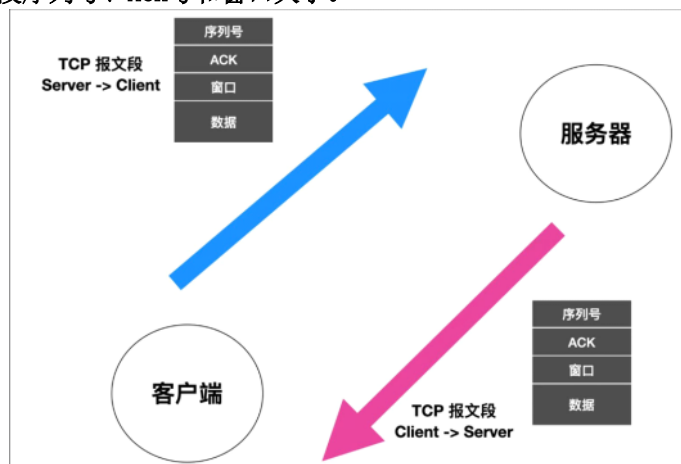 序列号
ACK
窗口
数据
TCP 报文段
Server -> Client
服务器
客户端
序列号
ACK
窗口
数据
TCP 报文段
Client -> Server